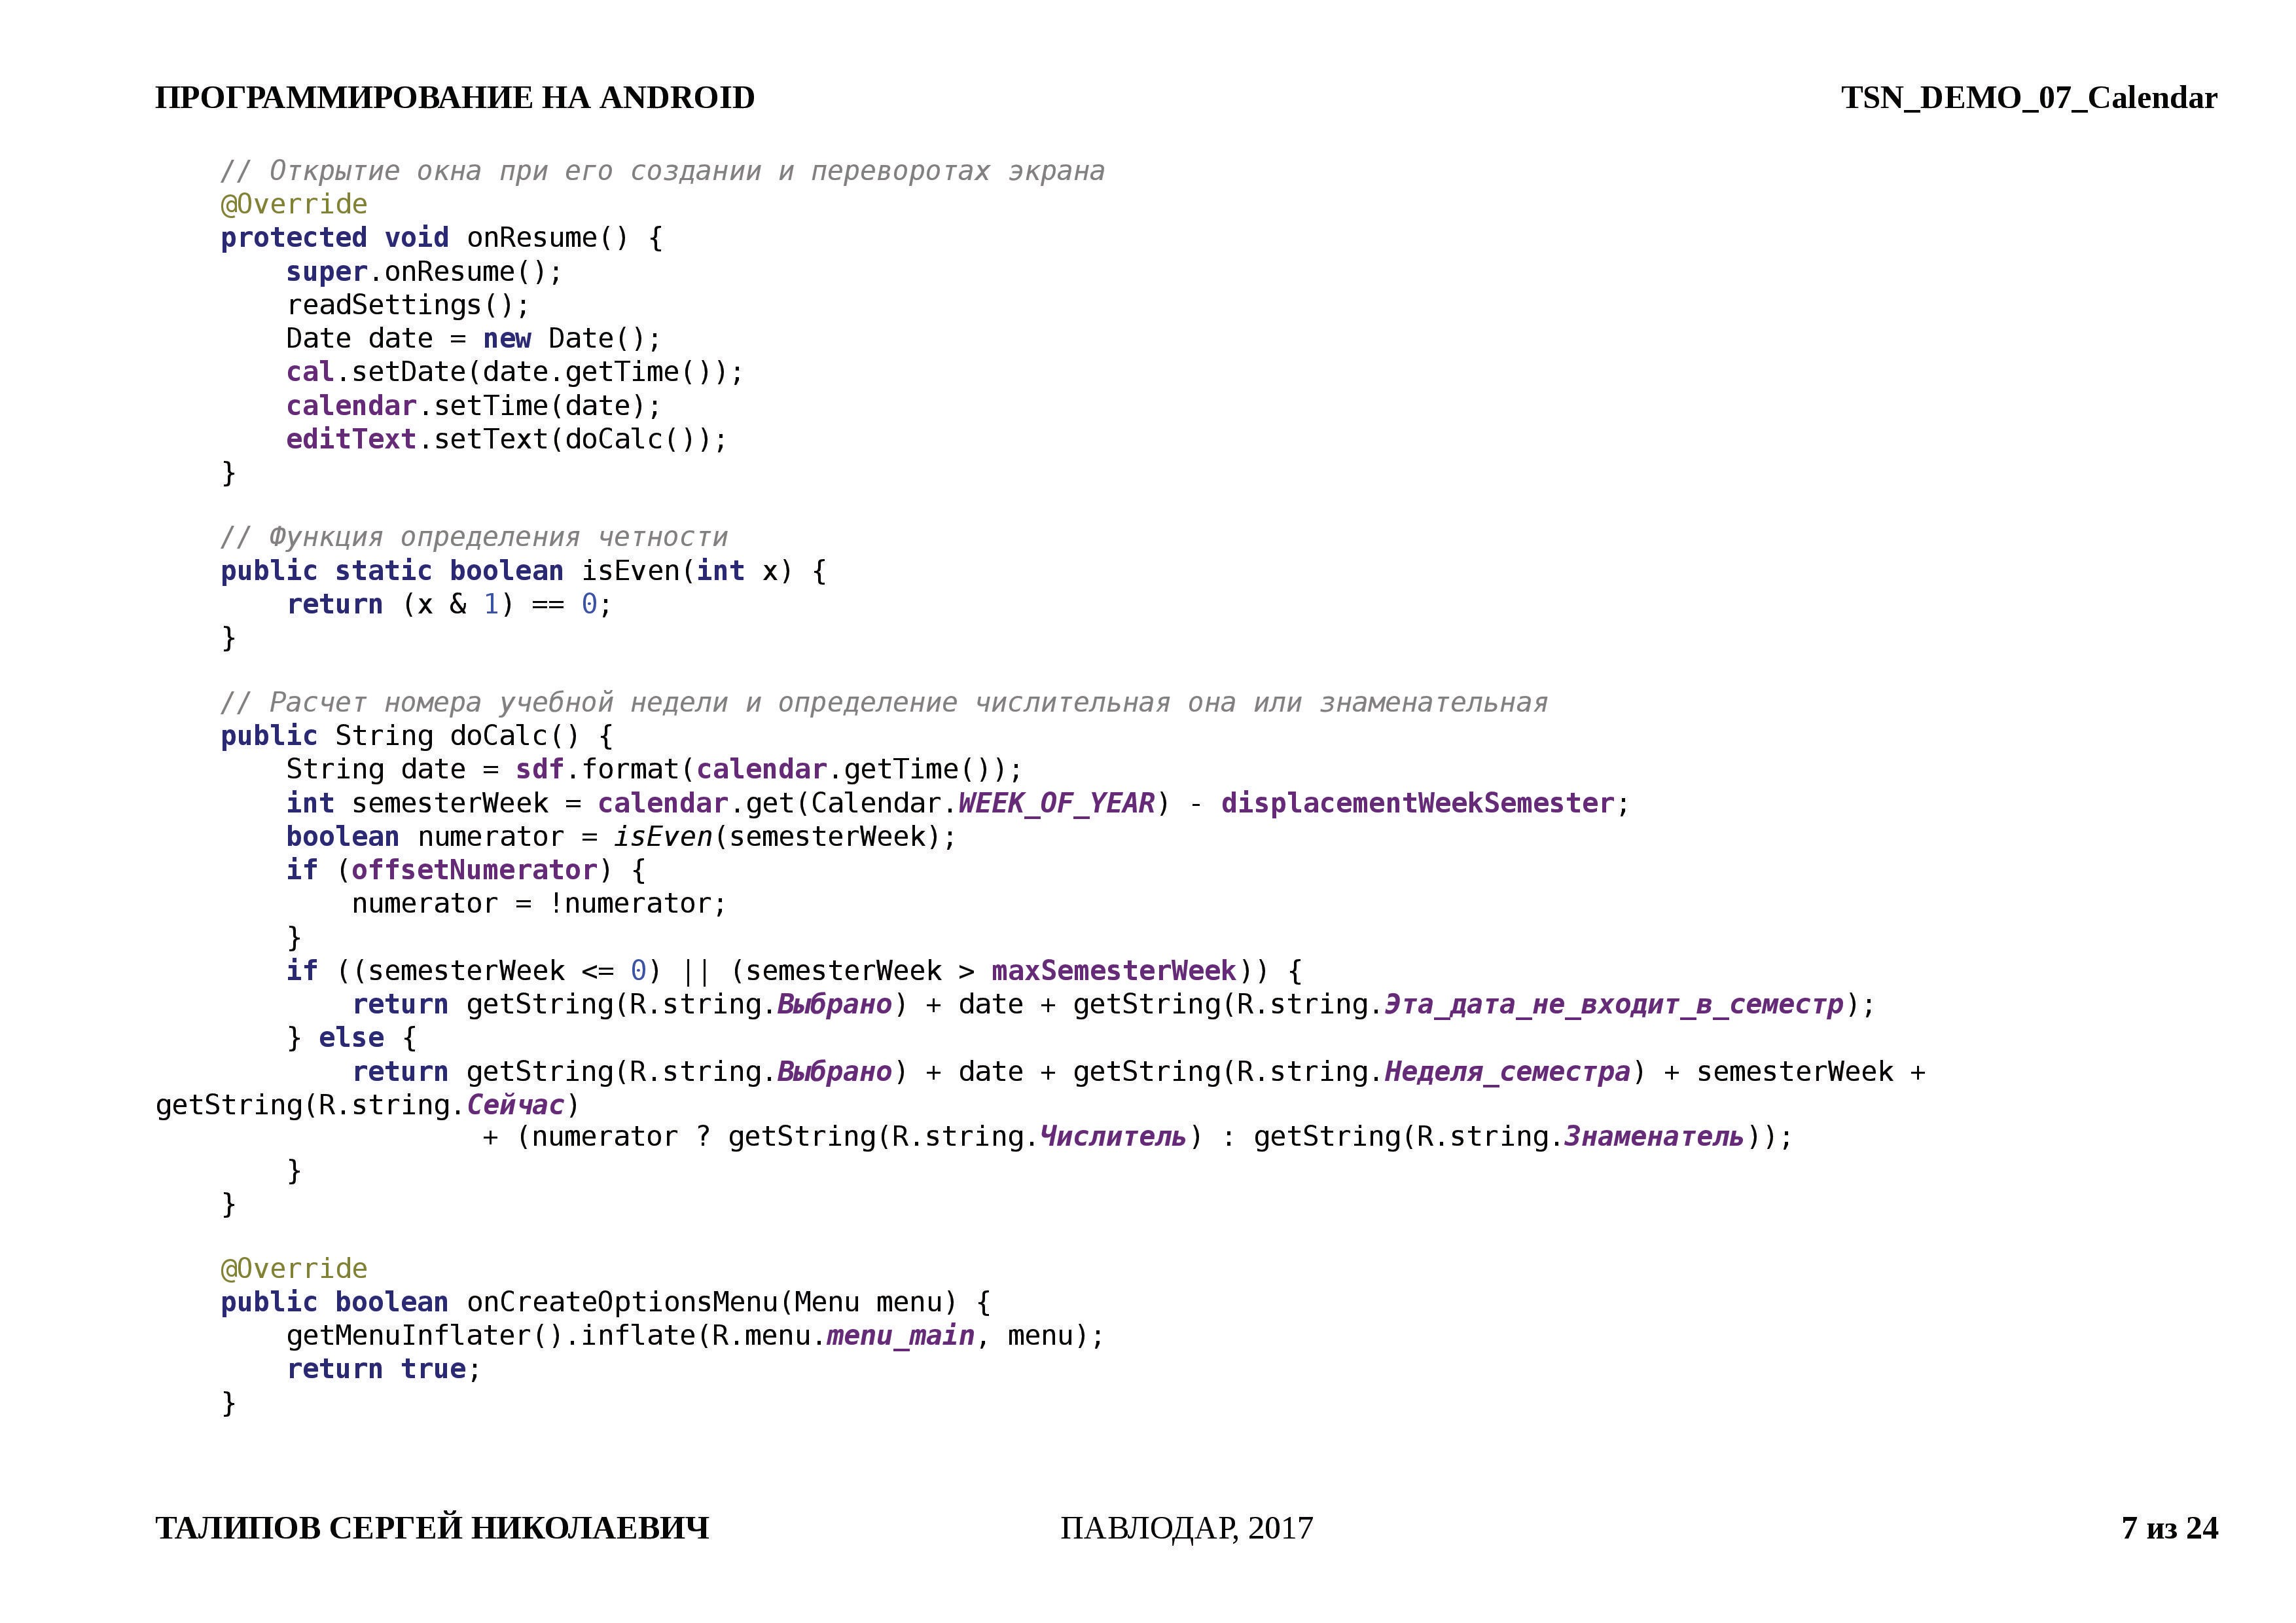 ПРОГРАММИРОВАНИЕ НА ANDROID TSN_DEMO_07_Calendar
// Открытие окна при его создании и переворотах экрана
@Override
protected void onResume() {
super.onResume();
readSettings();
Date date = new Date();
cal.setDate(date.getTime());
calendar.setTime(date);
editText.setText(doCalc());
}
// Функция определения четности
public static boolean isEven(int x) {
return (x & 1) == 0;
}
// Расчет номера учебной недели и определение числительная она или знаменательная
public String doCalc() {
String date = sdf.format(calendar.getTime());
int semesterWeek = calendar.get(Calendar.WEEK_OF_YEAR) - displacementWeekSemester;
boolean numerator = isEven(semesterWeek);
if (offsetNumerator) {
numerator = !numerator;
}
if ((semesterWeek <= 0) || (semesterWeek > maxSemesterWeek)) {
return getString(R.string.Выбрано) + date + getString(R.string.Эта_дата_не_входит_в_семестр);
} else {
return getString(R.string.Выбрано) + date + getString(R.string.Неделя_семестра) + semesterWeek +
getString(R.string.Сейчас)
+ (numerator ? getString(R.string.Числитель) : getString(R.string.Знаменатель));
}
}
@Override
public boolean onCreateOptionsMenu(Menu menu) {
getMenuInflater().inflate(R.menu.menu_main, menu);
return true;
}
ТАЛИПОВ СЕРГЕЙ НИКОЛАЕВИЧ ПАВЛОДАР, 2017 7 из 24